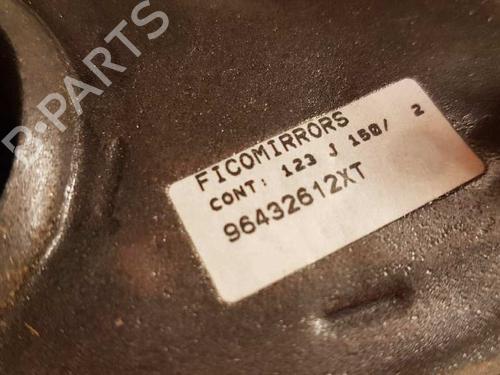 B-PARTS
FICOMIRRORS
CONT: 123 J 150/ 2
96432612XT